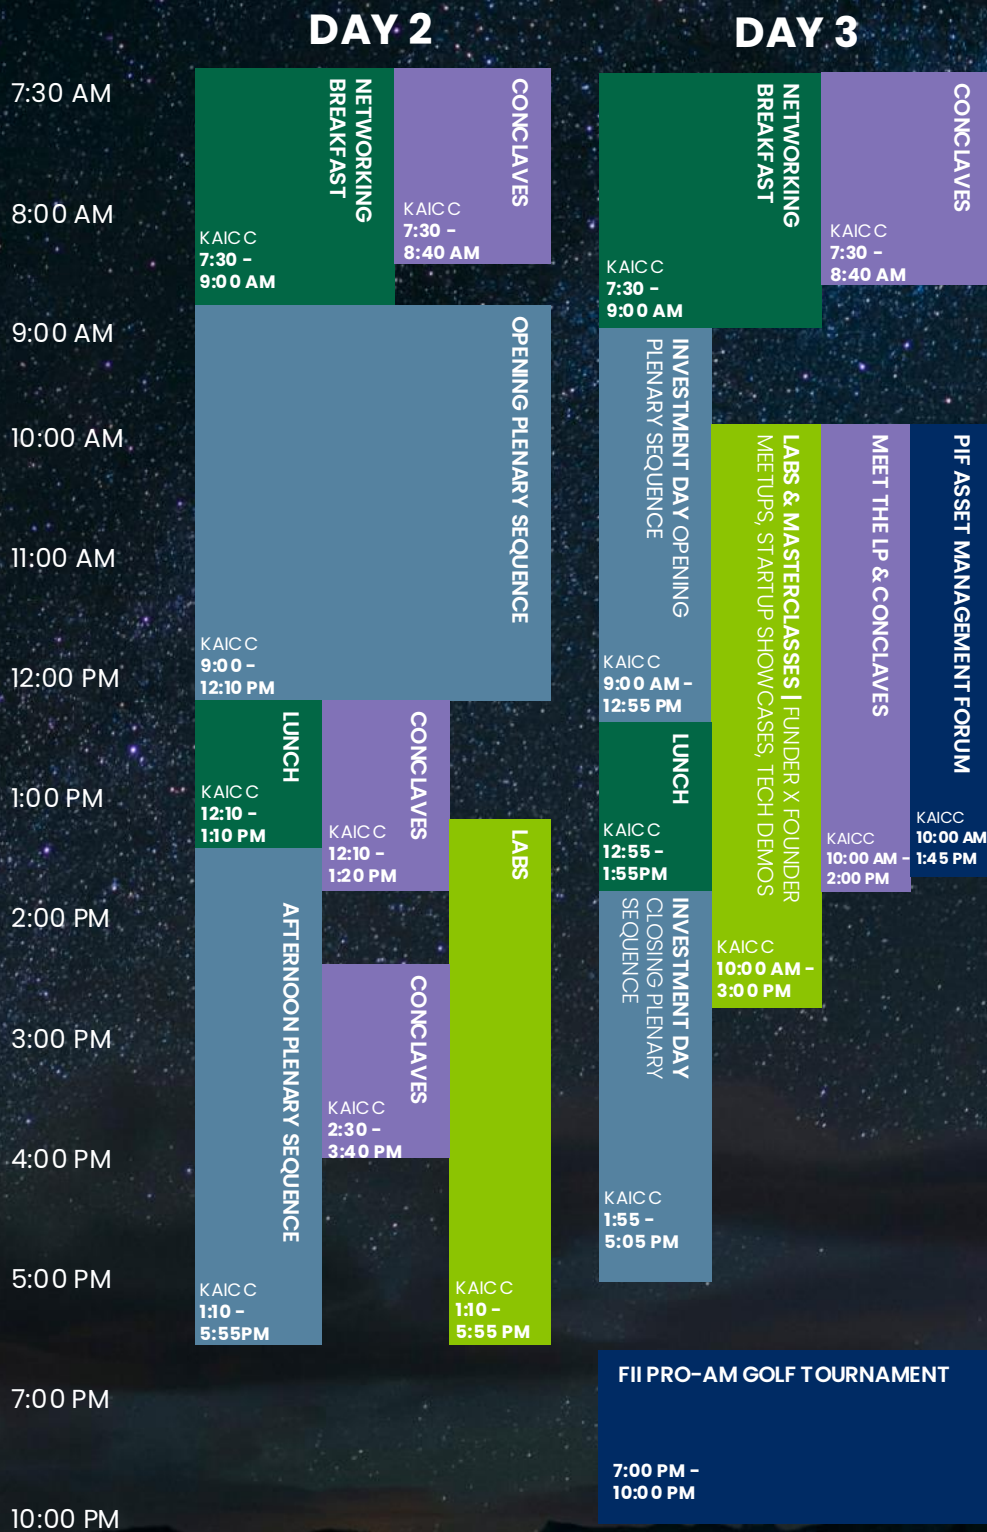 DAY 2
DAY 3
7:30 AM
8:00 AM
9:00 AM
10:00 AM
11:00 AM
12:00 PM
1:00 PM
2:00 PM
3:00 PM
4:00 PM
5:00 PM
7:00 PM
10:00 PM
NETWORKING
BREAKFAST
KAICC
7:30 -
9:00 AM
CONCLAVES
KAICC
7:30 -
8:40 AM
OPENING PLENARY SEQUENCE
KAICC
9:00 -
12:10 PM
LUNCH
KAICC
12:10 -
1:10 PM
CONCLAVES
KAICC
12:10 -
1:20 PM
LABS
KAICC
1:10 -
5:55 PM
AFTERNOON PLENARY SEQUENCE
KAICC
1:10 -
5:55PM
CONCLAVES
KAICC
2:30 -
3:40 PM
NETWORKING
BREAKFAST
KAICC
7:30 -
9:00 AM
CONCLAVES
KAICC
7:30 -
8:40 AM
INVESTMENT DAY OPENING
PLENARY SEQUENCE
KAICC
9:00 AM -
12:55 PM
LABS & MASTERCLASSES | FUNDER X FOUNDER
MEETUPS, STARTUP SHOWCASES, TECH DEMOS
KAICC
10:00 AM -
3:00 PM
MEET THE LP & CONCLAVES
KAICC
10:00 AM -
2:00 PM
PIF ASSET MANAGEMENT FORUM
KAICC
10:00 AM
1:45 PM
LUNCH
KAICC
12:55 -
1:55PM
INVESTMENT DAY
CLOSING PLENARY
SEQUENCE
KAICC
1:55 -
5:05 PM
FII PRO-AM GOLF TOURNAMENT
7:00 PM -
10:00 PM